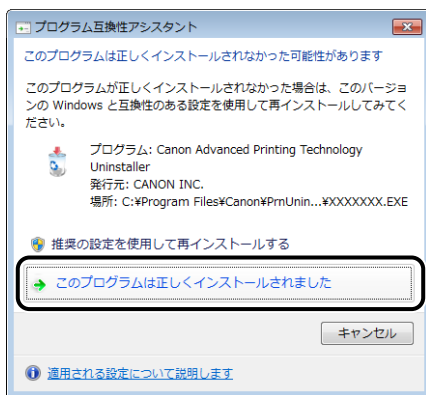 プログラム互換性アシスタント
このプログラムは正しくインストールされなかった可能性があります
このプログラムが正しくインストールされなかった場合は、このバージョ
ンの Windows と互換性のある設定を使用して再インストールしてみてく
ださい。
プログラム: Canon Advanced Printing Technology
Uninstaller
発行元: CANON INC.
場所: C:¥Program Files¥Canon¥PrnUnin...¥XXXXXXX.EXE
推奨の設定を使用して再インストールする
このプログラムは正しくインストールされました
キャンセル
適用される設定について説明します